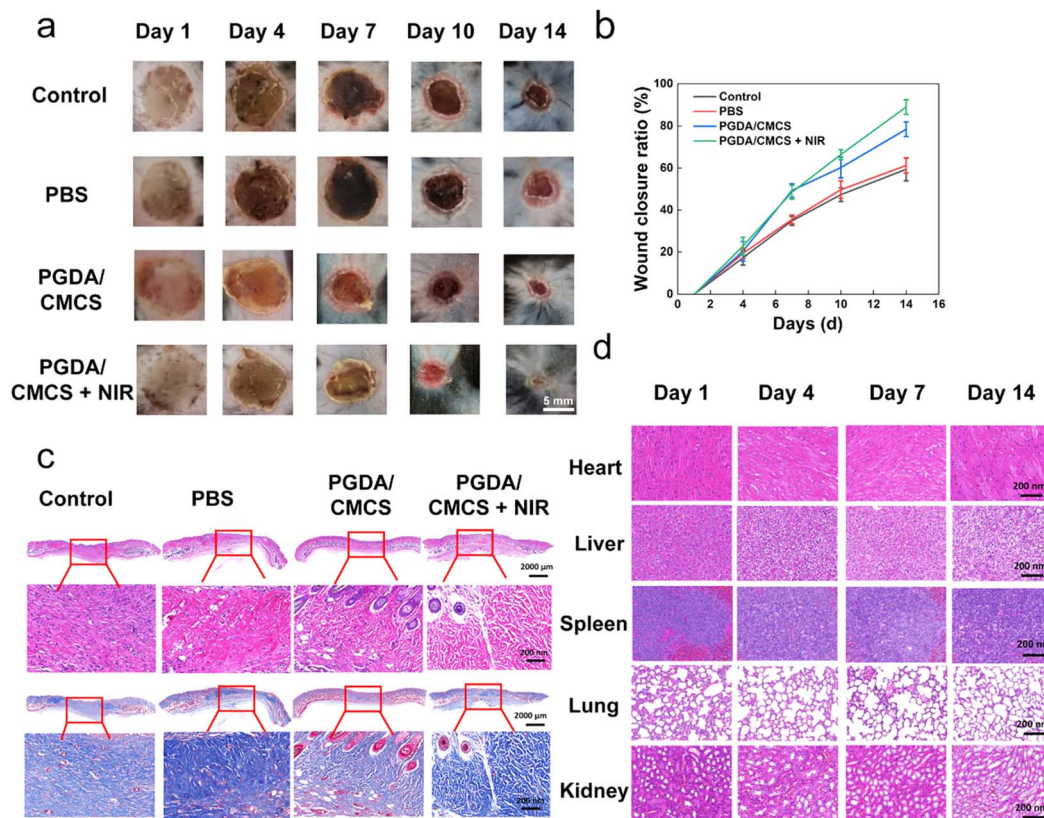 a
Day 1 Day 4 Day 7 Day 10 Day 14
Control
PBS
PGDA/
CMCS
PGDA/
CMCS + NIR
5 mm
b
Wound closure ratio (%)
100
80
60
40
20
0
Control
PBS
PGDA/CMCS
PGDA/CMCS + NIR
0 2 4 6 8 10 12 14 16
Days (d)
c
Control PBS PGDA/
CMCS PGDA/
CMCS + NIR
2000 μm
200 nm
2000 μm
200 nm
d
Day 1 Day 4 Day 7 Day 14
Heart
200 nm
Liver
200 nm
Spleen
200 nm
Lung
200 nm
Kidney
200 nm